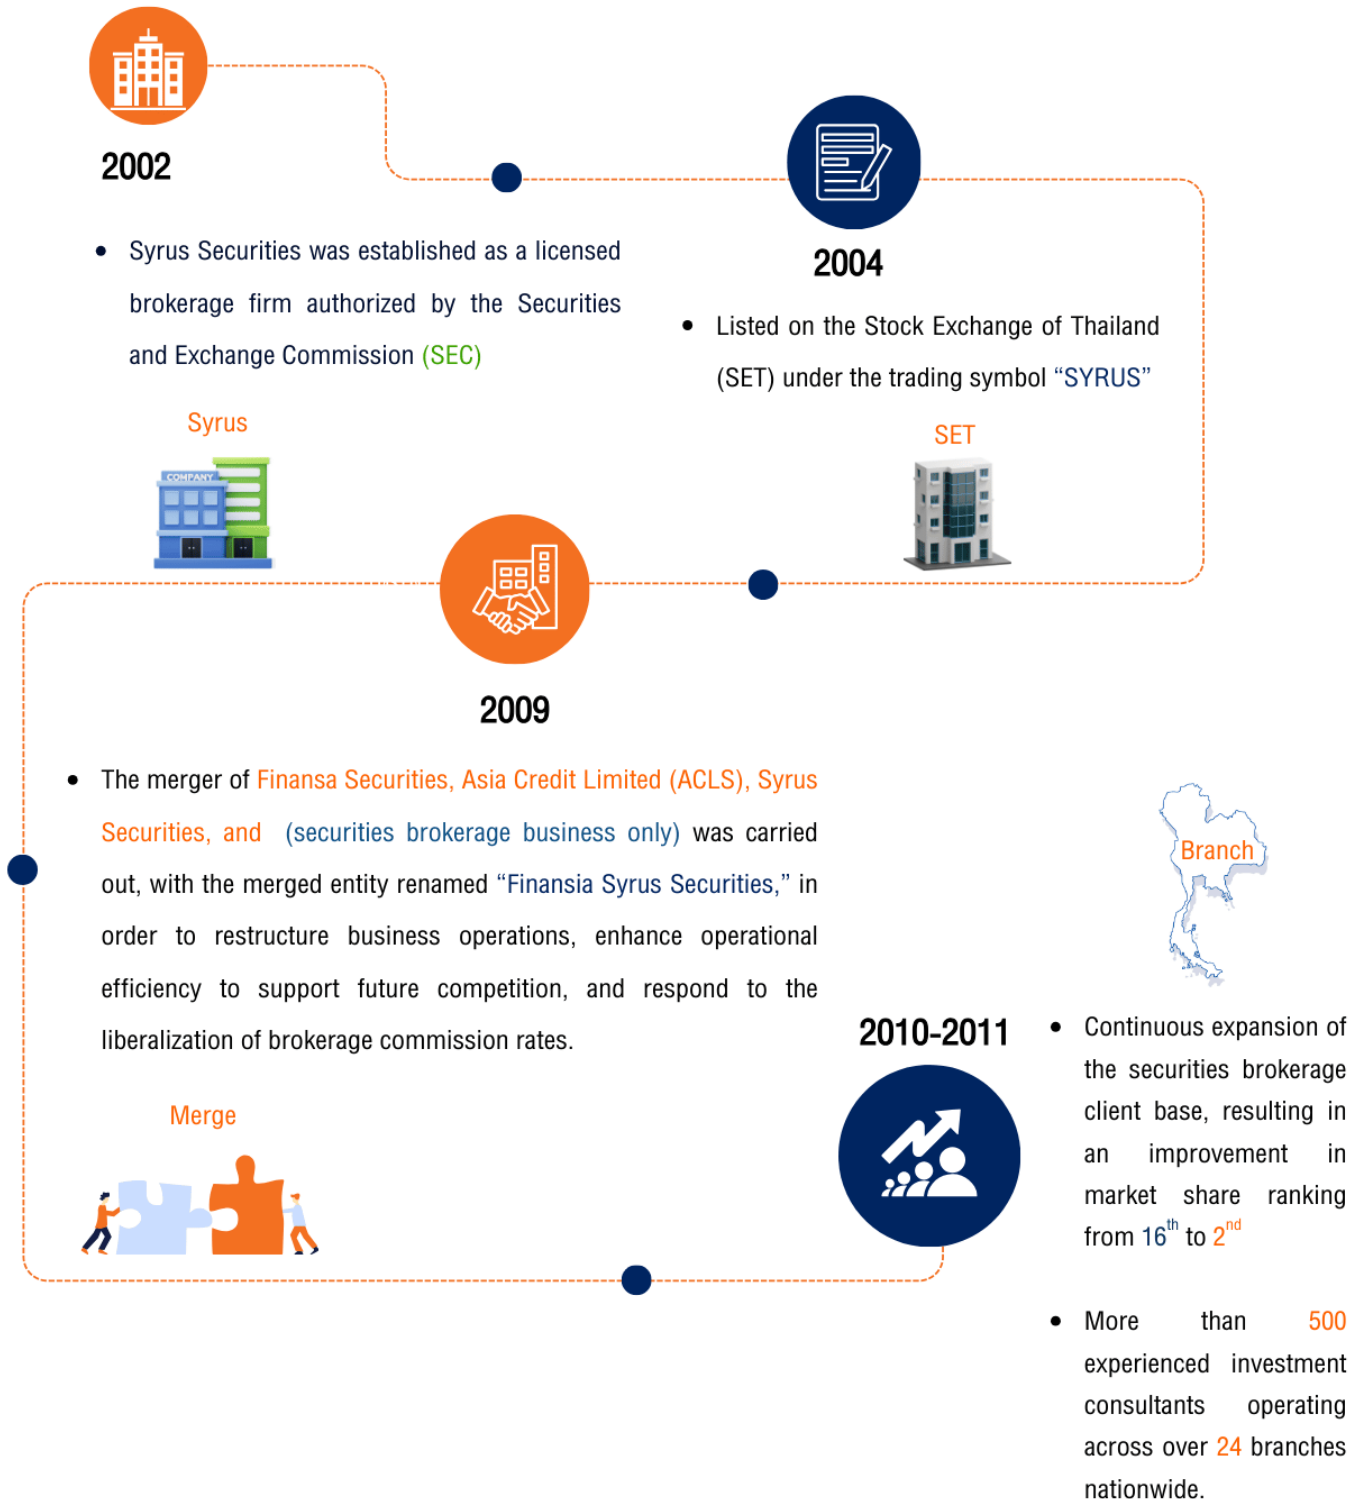 2002
Syrus Securities was established as a licensed
brokerage firm authorized by the Securities
and Exchange Commission (SEC)
Syrus
COMPANY
2004
Listed on the Stock Exchange of Thailand
(SET) under the trading symbol “SYRUS”
SET
2009
The merger of Finansa Securities, Asia Credit Limited (ACLS), Syrus
Securities, and (securities brokerage business only) was carried
out, with the merged entity renamed “Finansia Syrus Securities,” in
order to restructure business operations, enhance operational
efficiency to support future competition, and respond to the
liberalization of brokerage commission rates.
Merge
Branch
2010-2011
Continuous expansion of
the securities brokerage
client base, resulting in
an improvement in
market share ranking
from 16th to 2nd
More than 500
experienced investment
consultants operating
across over 24 branches
nationwide.